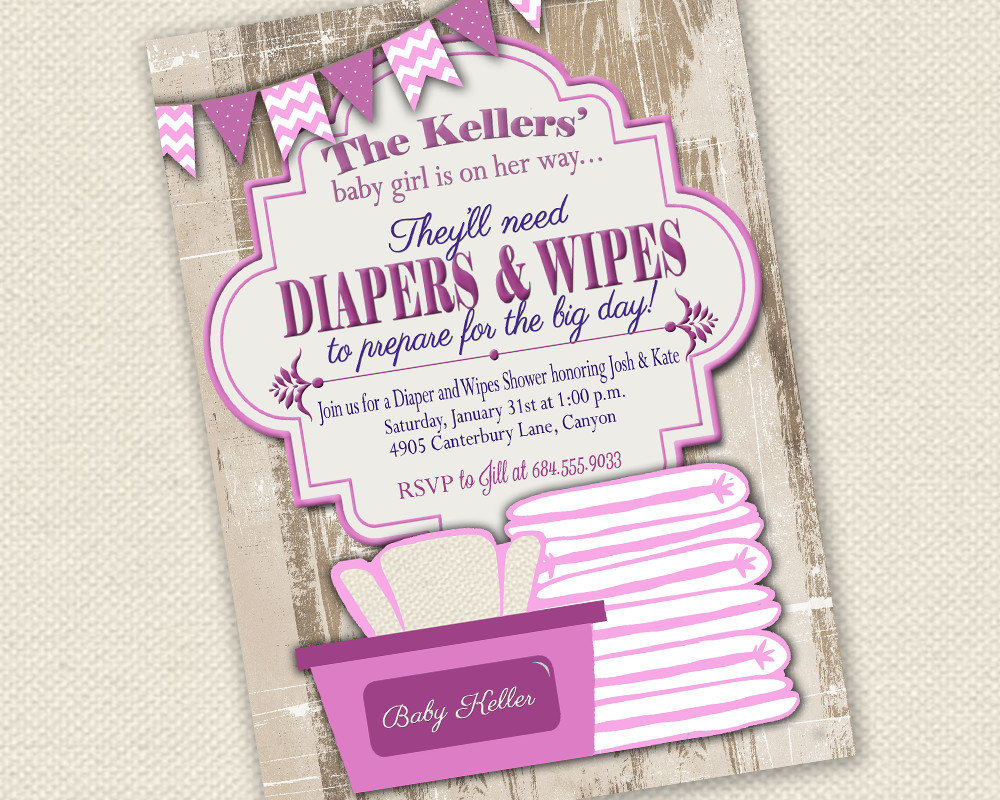 The Kellers’
baby girl is on her way...
They'll need
DIAPERS & WIPES
to prepare for the big day!
Join us for a Diaper and Wipes Shower honoring Josh & Kate
Saturday, January 31st at 1:00 p.m.
4905 Canterbury Lane, Canyon
RSVP to Jill at 684.555.9033
Baby Keller